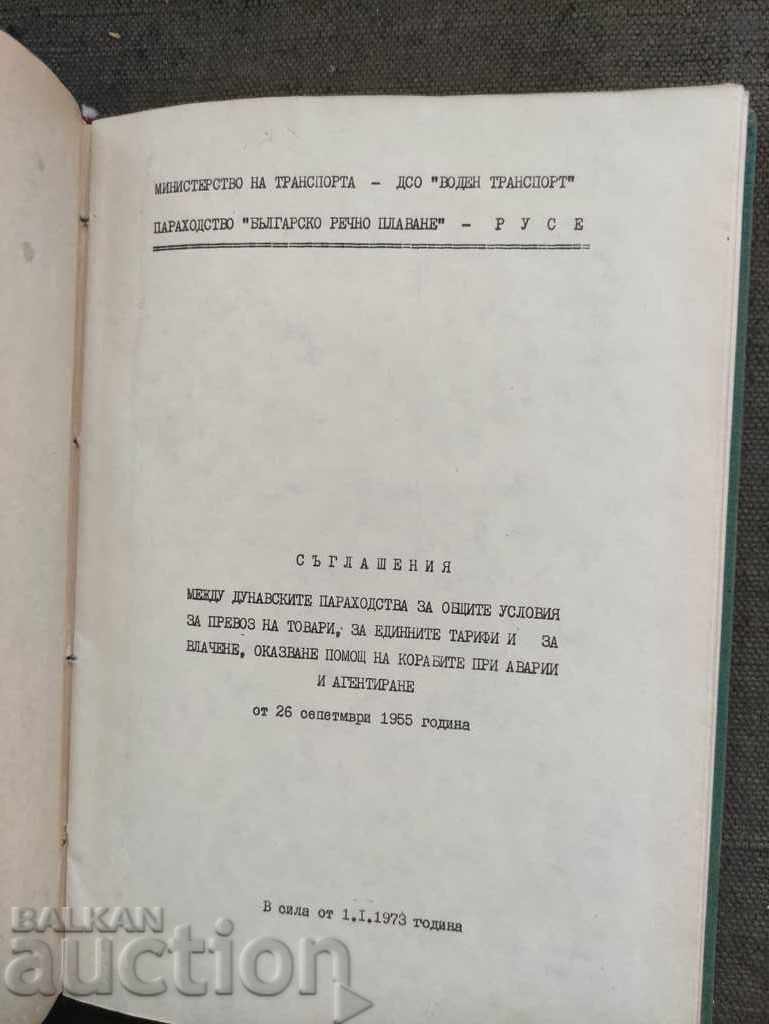 МИНИСТЕРСТВО НА ТРАНСПОРТА - ДСО "ВОДЕН ТРАНСПОРТ"
ПАРАХОДСТВО "БЪЛГАРСКО РЕЧНО ПЛАВАНЕ" - Р У С Е
С Ъ Г Л А Ш Е Н И Я
МЕЖДУ ДУНАВСКИТЕ ПАРАХОДСТВА ЗА ОБЩИТЕ УСЛОВИЯ
ЗА ПРЕВОЗ НА ТОВАРИ, ЗА ЕДИННИТЕ ТАРИФИ И ЗА
ВЛАЧЕНЕ, ОКАЗВАНЕ ПОМОЩ НА КОРАБИТЕ ПРИ АВАРИИ
И АГЕНТИРАНЕ
от 26 сепетмври 1955 година
В сила от 1.I.1973 година
BALKAN
auction